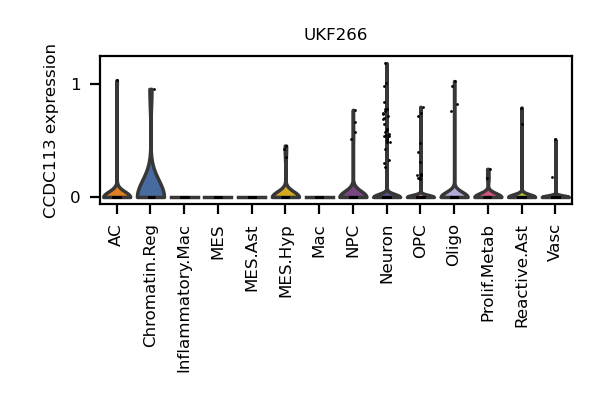 UKF266
CCDC113 expression
1
0
AC
Chromatin.Reg
Inflammatory.Mac
MES
MES.Ast
MES.Hyp
Mac
NPC
Neuron
OPC
Oligo
Prolif.Metab
Reactive.Ast
Vasc